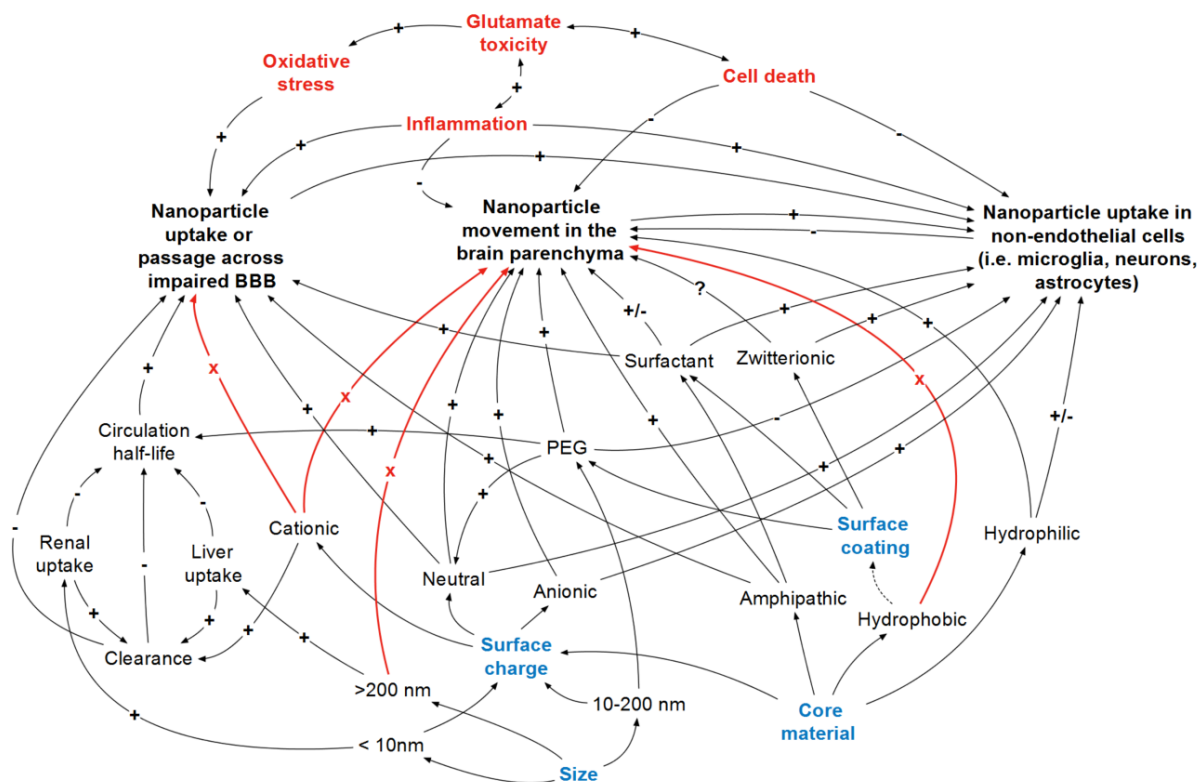 Glutamate
toxicity
+
+
Oxidative
stress
Cell death
+
Inflammation
-
-
+
+
+
+
-
Nanoparticle
uptake or
passage across
impaired BBB
Nanoparticle
movement in the
brain parenchyma
+
-
Nanoparticle uptake in
non-endothelial cells
(i.e. microglia, neurons,
astrocytes)
?
+/-
+
+
+
+
+
Surfactant
Zwitterionic
x
x
x
+
+
+
+
+/-
+
-
Circulation
half-life
+
PEG
+
+
+
x
-
-
+
Renal
uptake
-
Liver
uptake
Cationic
Surface
coating
Hydrophilic
-
Neutral
Anionic
Amphipathic
Hydrophobic
+
+
+
Clearance
+
Surface
charge
>200 nm
10-200 nm
Core
material
+
< 10nm
Size